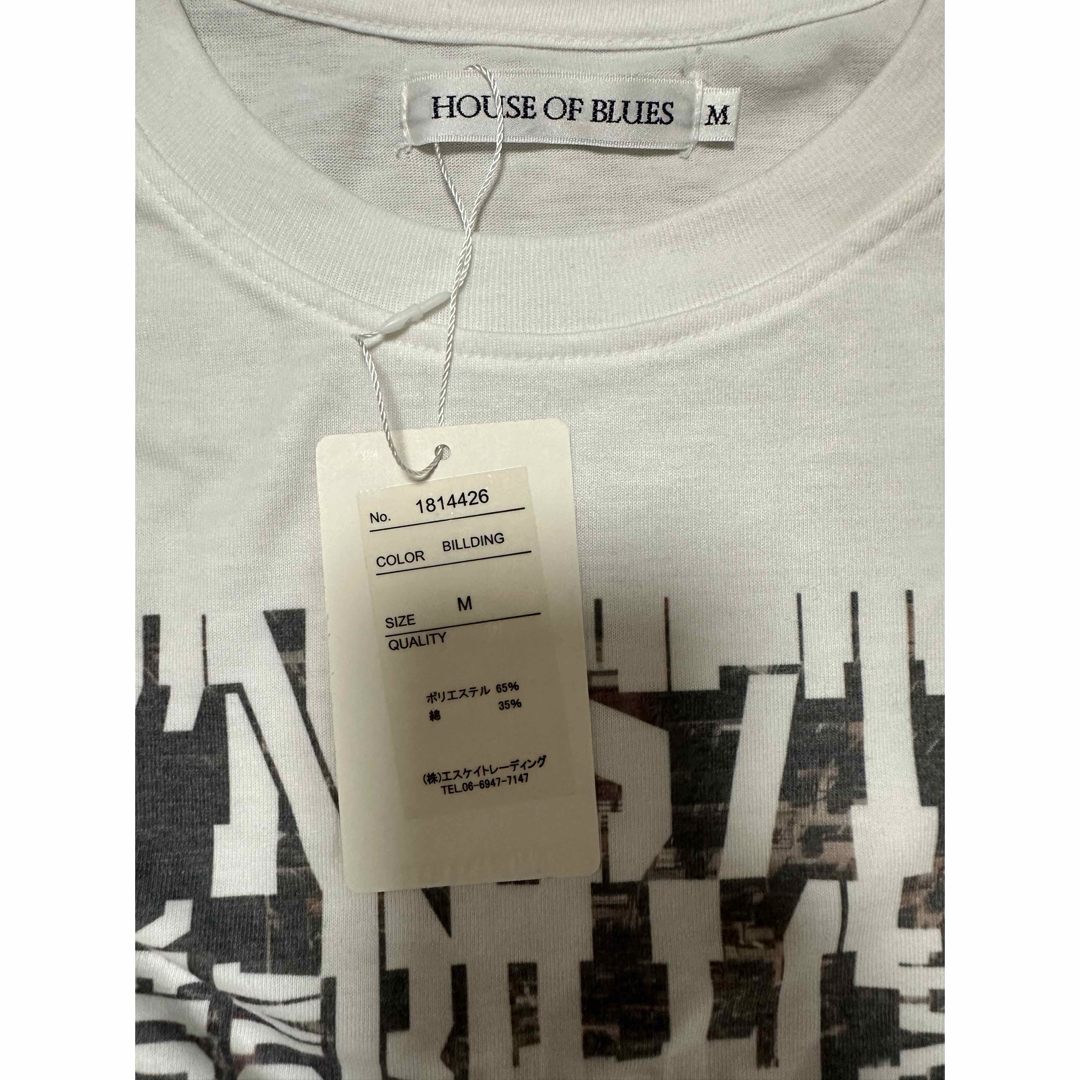 HOUSE OF BLUES M
No. 1814426
COLOR BILLDING
SIZE M
QUALITY
ポリエステル 65%
綿 35%
(株)エスケイトレーディング
TEL.06-6947-7147